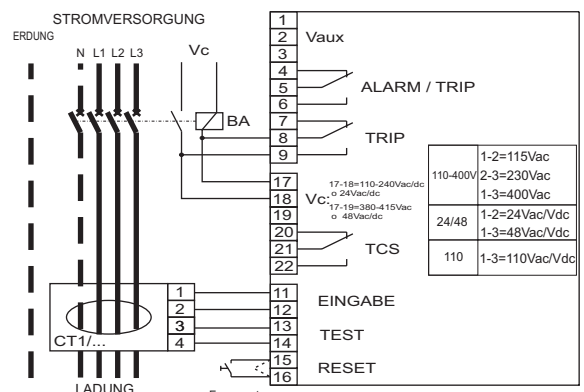 STROMVERSORGUNG
ERDUNG
N L1 L2 L3
Vc
BA
1
2
3
4
5
6
7
8
9
17
18
19
20
21
22
11
12
13
14
15
16
Vaux
ALARM / TRIP
TRIP
Vc:
17-18=110-240Vac/dc
o 24Vac/dc
17-19=380-415Vac
o 48Vac/dc
TCS
EINGABE
TEST
RESET
110-400V
1-2=115Vac
2-3=230Vac
1-3=400Vac
24/48
1-2=24Vac/Vdc
1-3=48Vac/Vdc
110
1-3=110Vac/Vdc
1
2
3
4
CT1/...
LADUNG